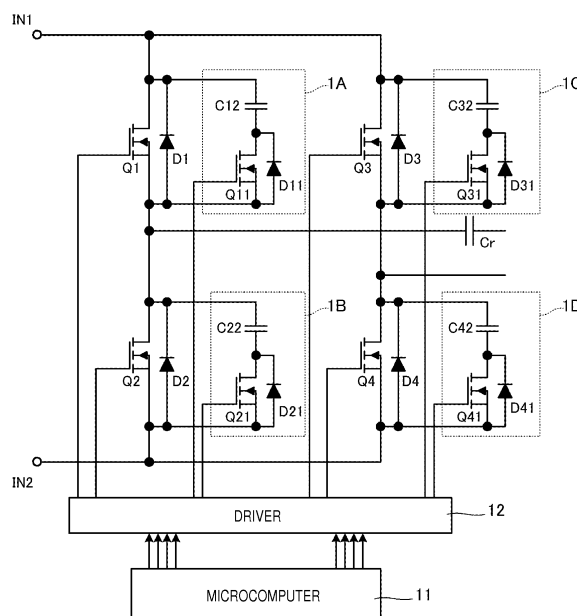 IN1
1A
1C
C12
C32
Q1
D1
Q11
D11
Q3
D3
Q31
D31
Cr
1B
1D
C22
C42
Q2
D2
Q21
D21
Q4
D4
Q41
D41
IN2
DRIVER
12
MICROCOMPUTER
11